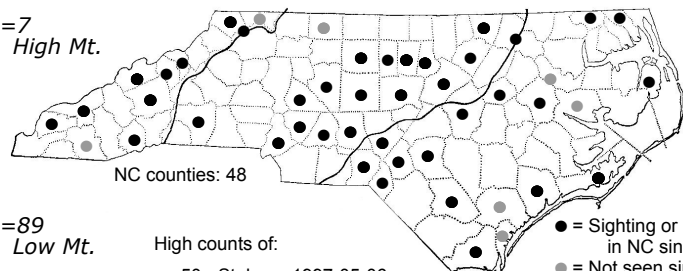 =7
High Mt.
NC counties: 48
=89
Low Mt.
High counts of:
● = Sighting or
in NC sin
● = Not seen sin